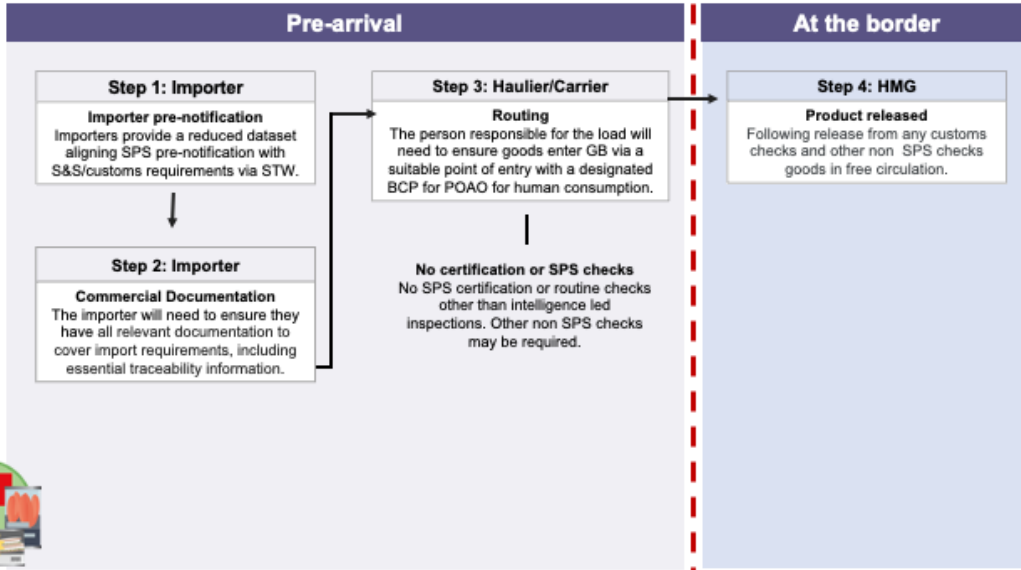 Pre-arrival
At the border
Step 1: Importer
Importer pre-notification
Importers provide a reduced dataset
aligning SPS pre-notification with
S&S/customs requirements via STW.
Step 2: Importer
Commercial Documentation
The importer will need to ensure they
have all relevant documentation to
cover import requirements, including
essential traceability information.
Step 3: Haulier/Carrier
Routing
The person responsible for the load will
need to ensure goods enter GB via a
suitable point of entry with a designated
BCP for POAO for human consumption.
No certification or SPS checks
No SPS certification or routine checks
other than intelligence led
inspections. Other non SPS checks
may be required.
Step 4: HMG
Product released
Following release from any customs
checks and other non SPS checks
goods in free circulation.